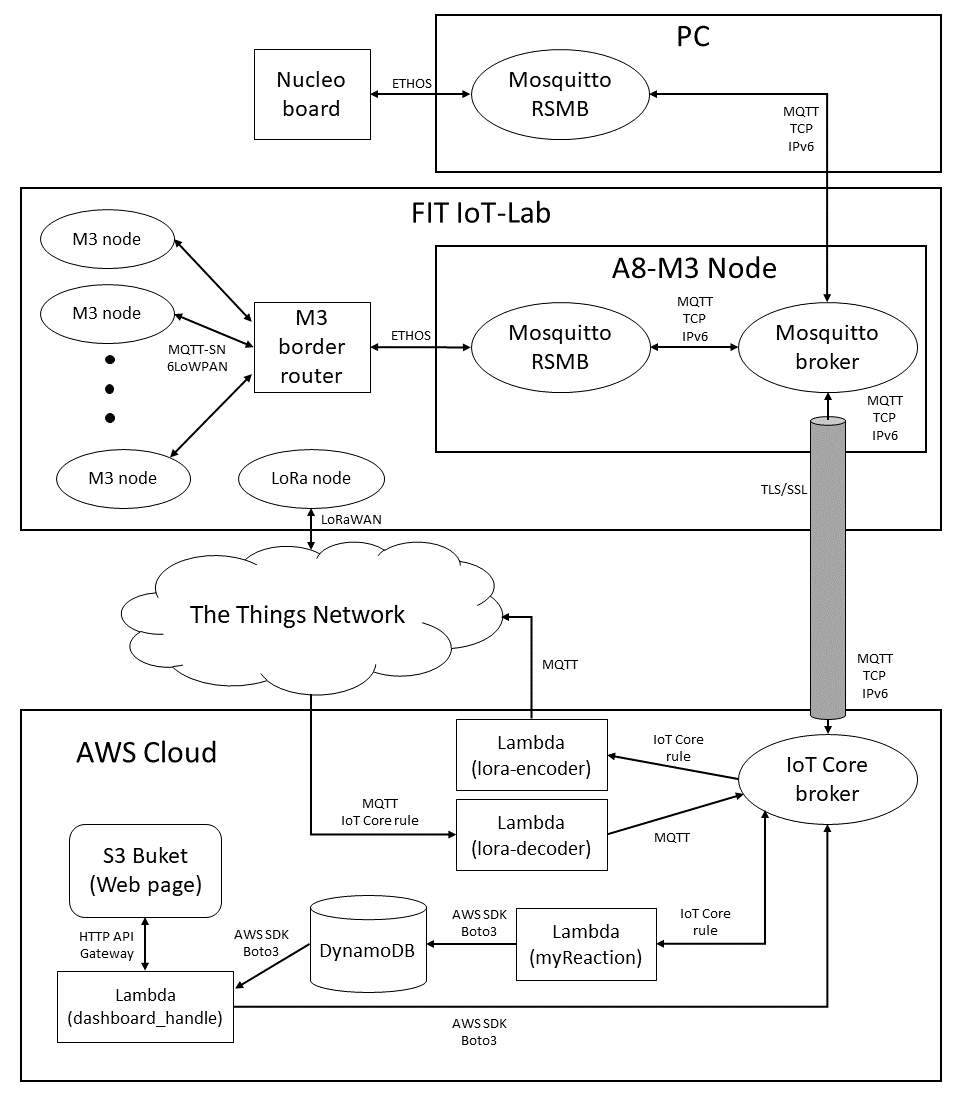 PC
Nucleo
board
ETHOS
Mosquitto
RSMB
MQTT
TCP
IPv6
FIT IoT-Lab
M3 node
M3 node
MQTT-SN
6LoWPAN
M3 node
M3
border
router
ETHOS
A8-M3 Node
Mosquitto
RSMB
MQTT
TCP
IPv6
Mosquitto
broker
MQTT
TCP
IPv6
LoRa node
LoRaWAN
TLS/SSL
The Things Network
MQTT
MQTT
TCP
IPv6
AWS Cloud
Lambda
(lora-encoder)
IoT Core
rule
IoT Core
broker
MQTT
IoT Core rule
Lambda
(lora-decoder)
MQTT
S3 Buket
(Web page)
HTTP API
Gateway
AWS SDK
Boto3
DynamoDB
AWS SDK
Boto3
Lambda
(myReaction)
IoT Core
rule
Lambda
(dashboard_handle)
AWS SDK
Boto3